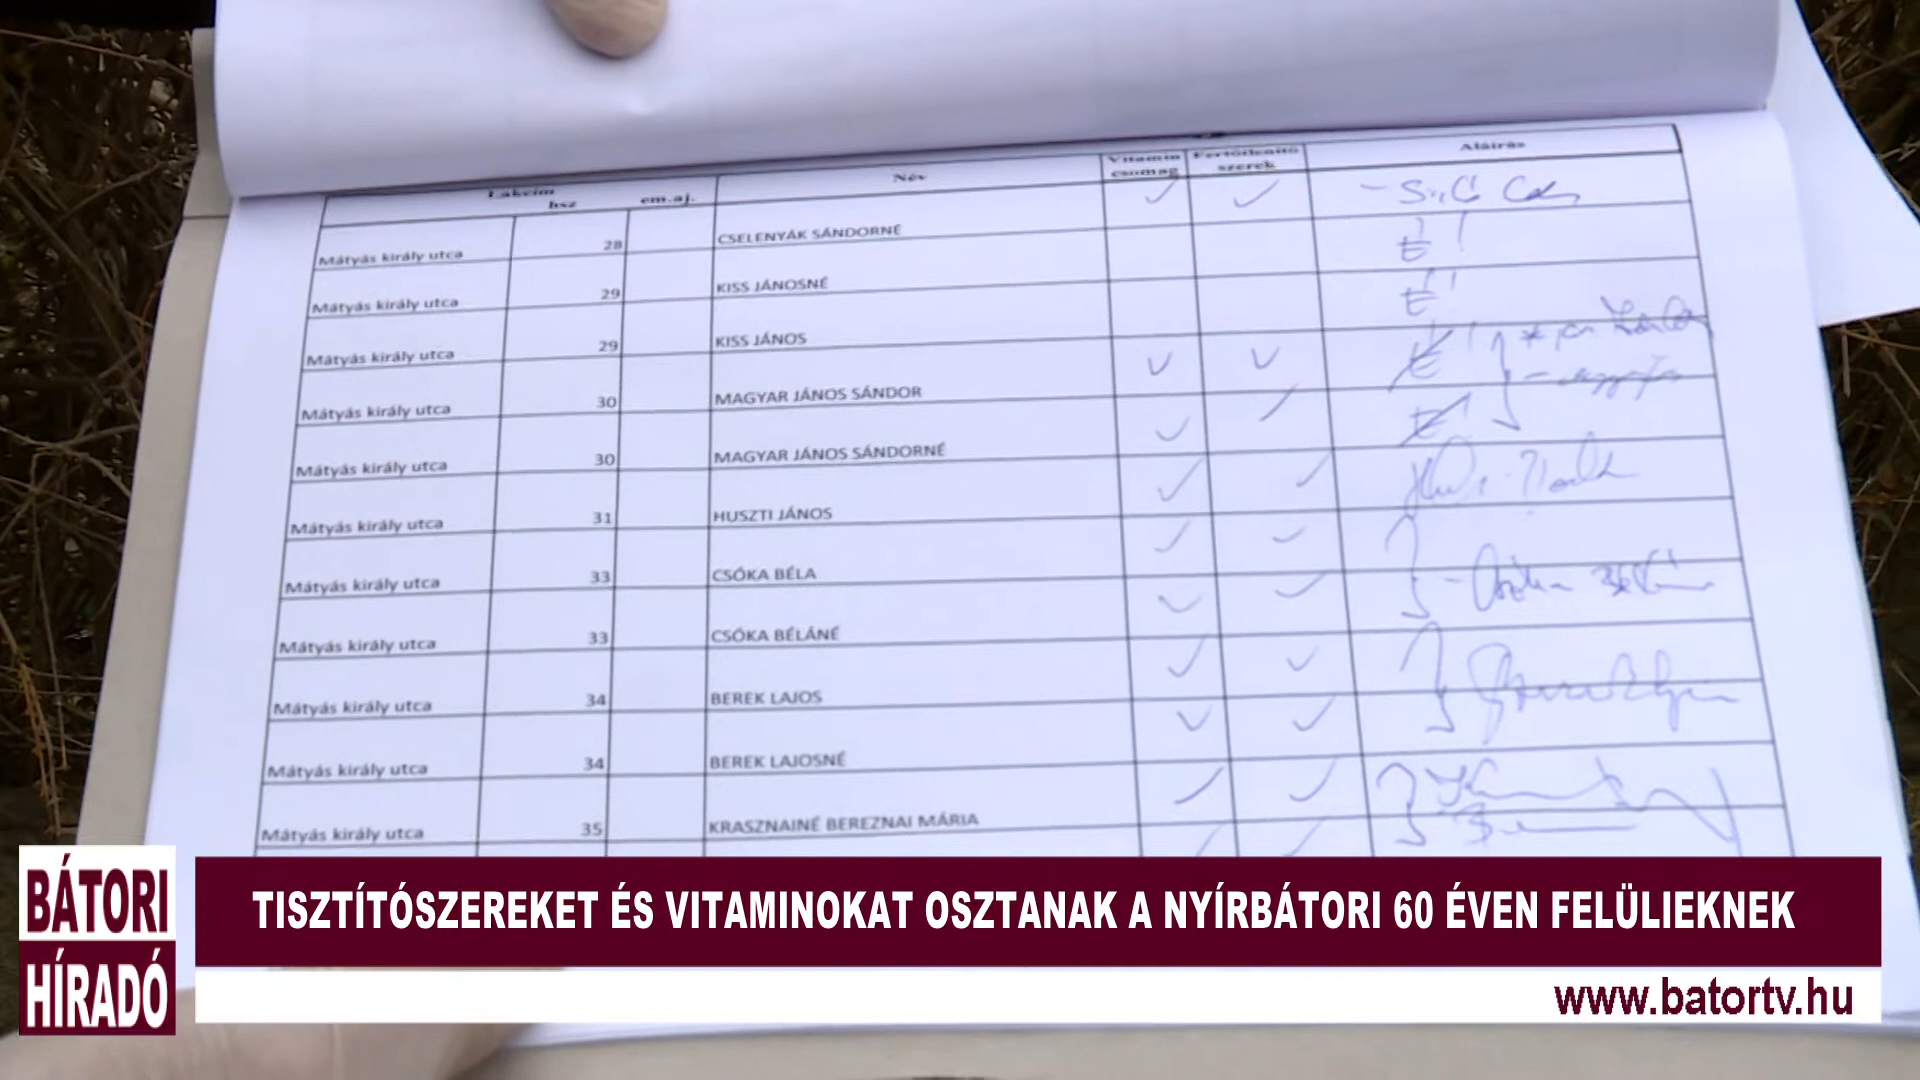 Lakcím Név Vitamin Fertőtlenítő Aláírás
hsz em.aj. csomag szerek
Mátyás király utca 28 CSELENYÁK SÁNDORNÉ
Mátyás király utca 29 KISS JÁNOSNÉ
Mátyás király utca 29 KISS JÁNOS
Mátyás király utca 30 MAGYAR JÁNOS SÁNDOR
Mátyás király utca 30 MAGYAR JÁNOS SÁNDORNÉ
Mátyás király utca 31 HUSZTI JÁNOS
Mátyás király utca 33 CSÓKA BÉLA
Mátyás király utca 33 CSÓKA BÉLÁNÉ
Mátyás király utca 34 BEREK LAJOS
Mátyás király utca 34 BEREK LAJOSNÉ
Mátyás király utca 35 KRASZNAINÉ BEREZNAI MÁRIA
BÁTORI
HÍRADÓ
TISZTÍTÓSZEREKET ÉS VITAMINOKAT OSZTANAK A NYÍRBÁTORI 60 ÉVEN FELÜLIEKNEK
www.batortv.hu